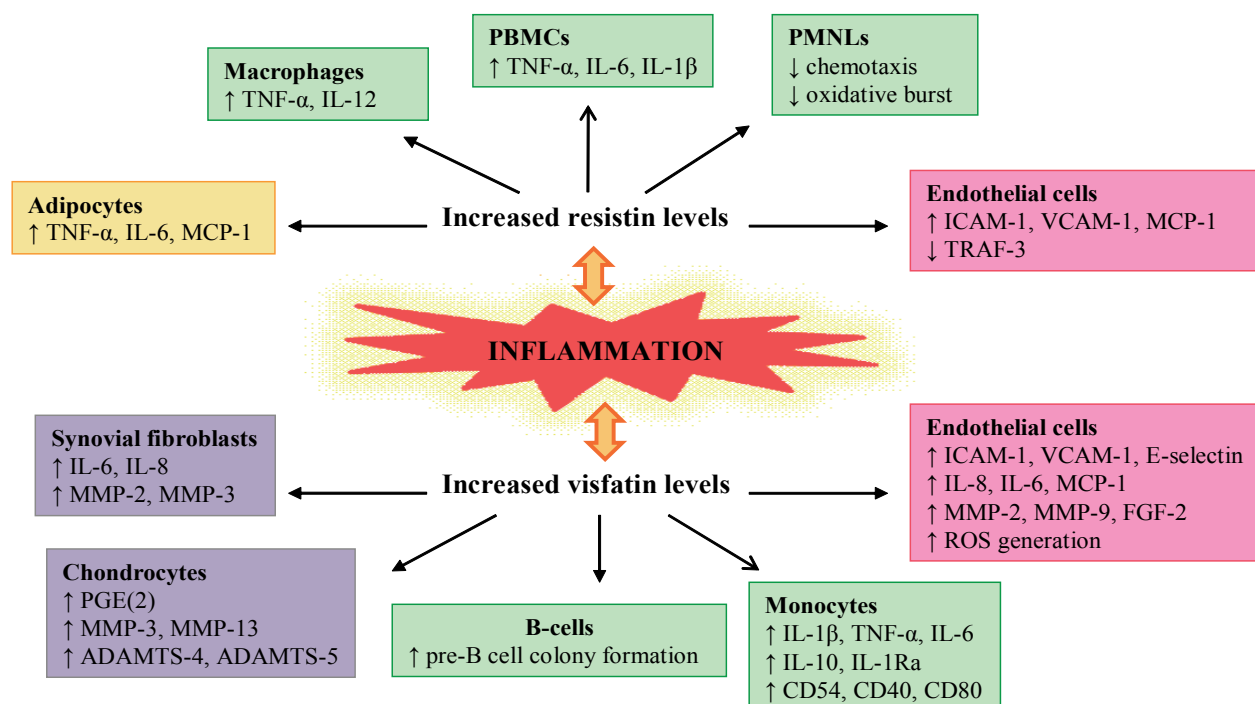 PBMCs
↑ TNF-α, IL-6, IL-1β
PMNLs
↓ chemotaxis
↓ oxidative burst
Macrophages
↑ TNF-α, IL-12
Adipocytes
↑ TNF-α, IL-6, MCP-1
Increased resistin levels
Endothelial cells
↑ ICAM-1, VCAM-1, MCP-1
↓ TRAF-3
INFLAMMATION
Synovial fibroblasts
↑ IL-6, IL-8
↑ MMP-2, MMP-3
Increased visfatin levels
Endothelial cells
↑ ICAM-1, VCAM-1, E-selectin
↑ IL-8, IL-6, MCP-1
↑ MMP-2, MMP-9, FGF-2
↑ ROS generation
Chondrocytes
↑ PGE(2)
↑ MMP-3, MMP-13
↑ ADAMTS-4, ADAMTS-5
B-cells
↑ pre-B cell colony formation
Monocytes
↑ IL-1β, TNF-α, IL-6
↑ IL-10, IL-1Ra
↑ CD54, CD40, CD80